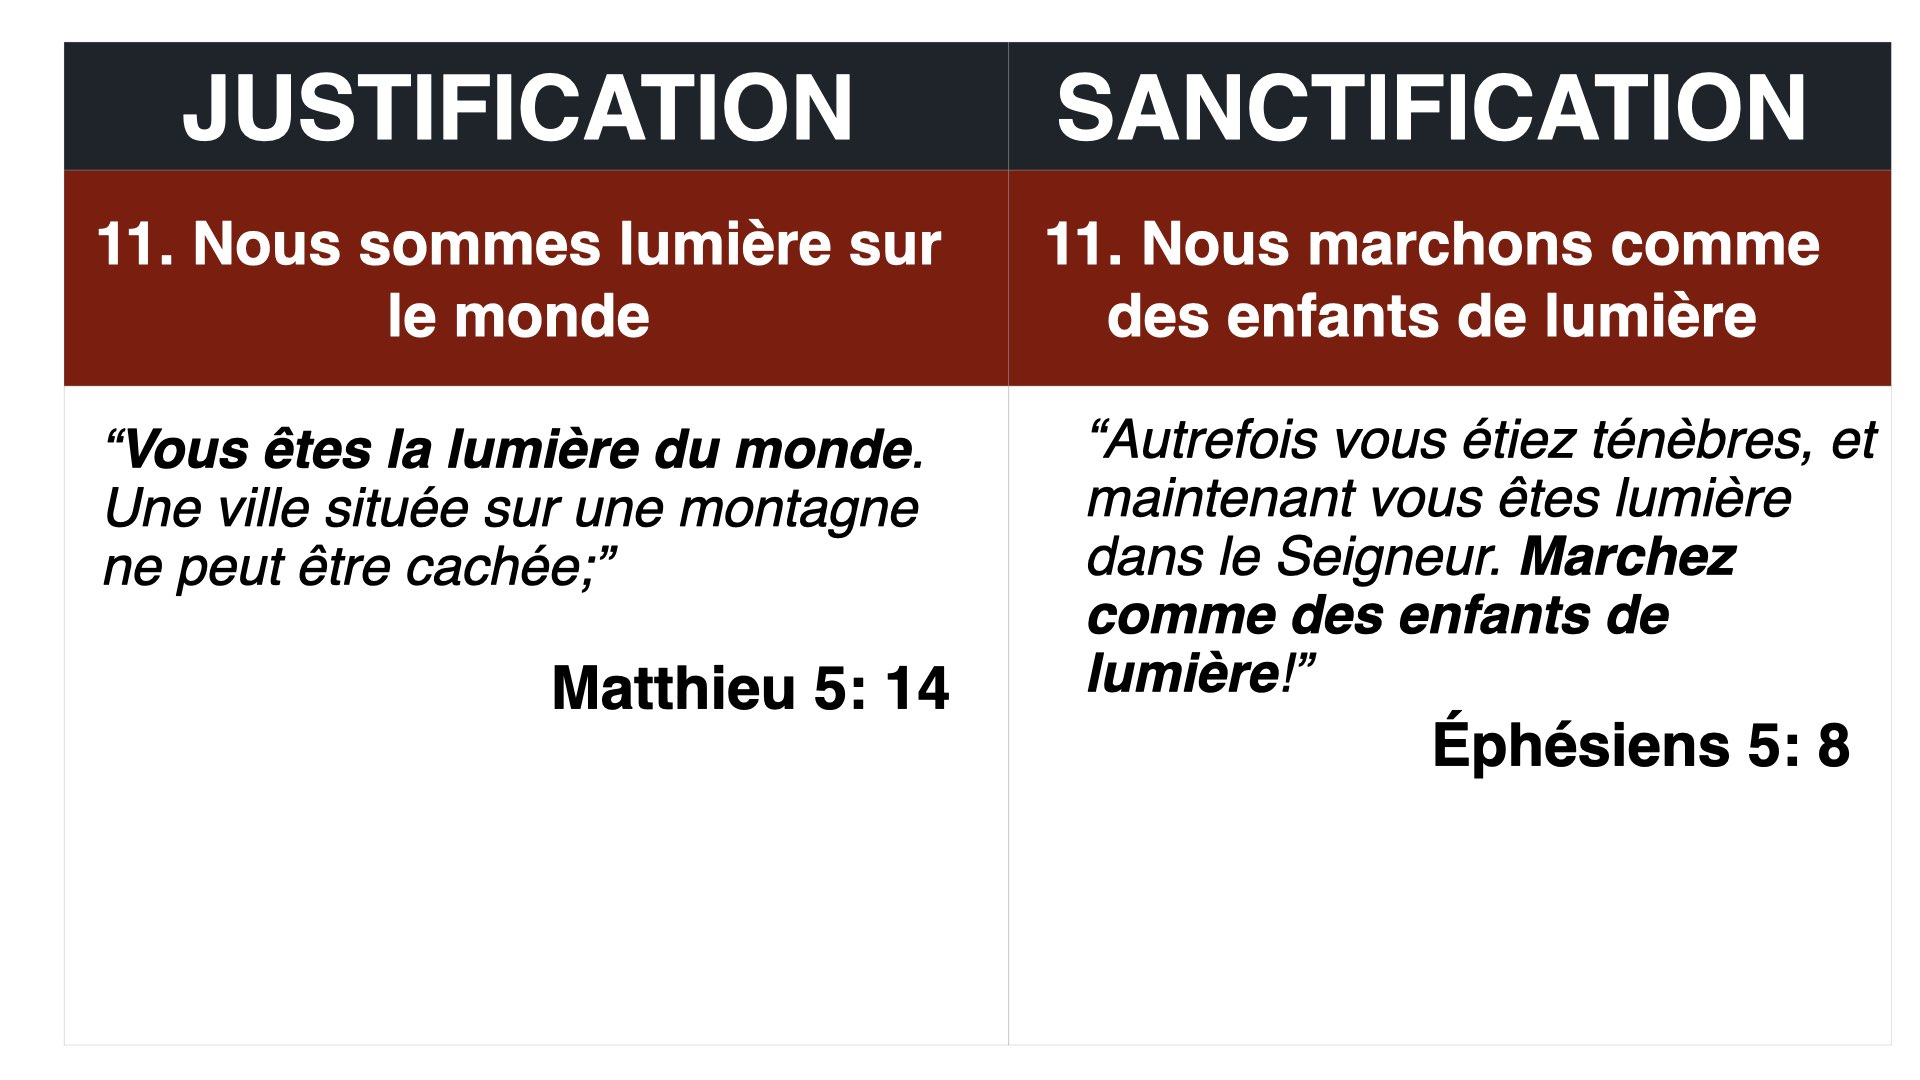 JUSTIFICATION
SANCTIFICATION
11. Nous sommes lumière sur
le monde
11. Nous marchons comme
des enfants de lumière
“Vous êtes la lumière du monde.
Une ville située sur une montagne
ne peut être cachée;”
Matthieu 5: 14
“Autrefois vous étiez ténèbres, et
maintenant vous êtes lumière
dans le Seigneur. Marchez
comme des enfants de
lumière!”
Éphésiens 5: 8